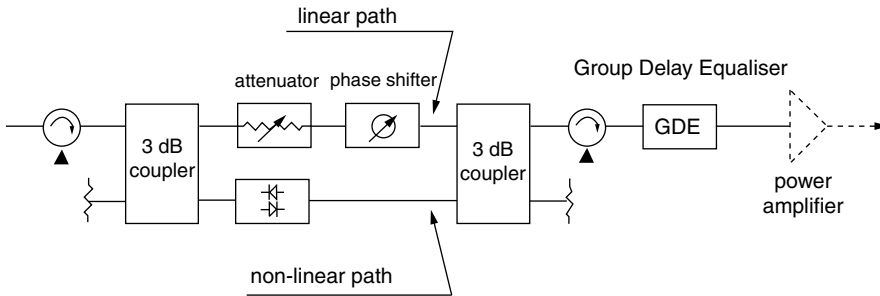 linear path
attenuator
phase shifter
Group Delay Equaliser
3 dB
coupler
3 dB
coupler
GDE
power
amplifier
non-linear path